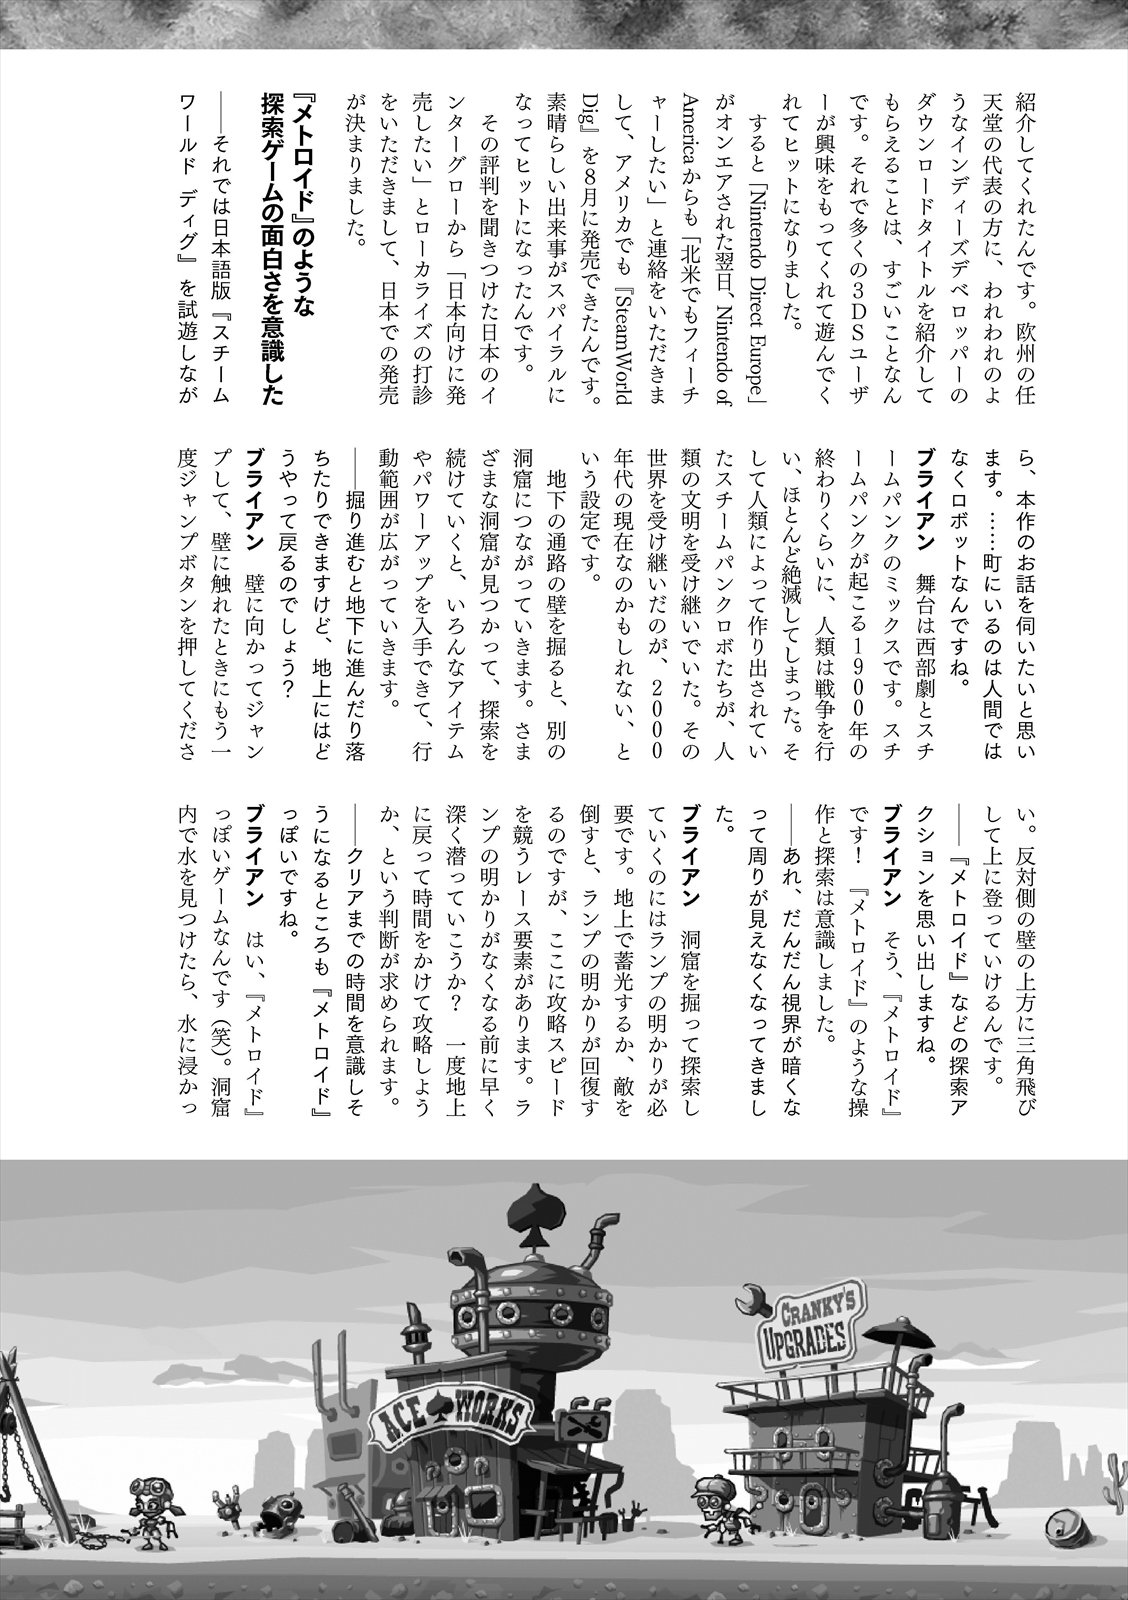 紹介してくれたんです。欧州の任
天堂の代表の方に、われわれのよ
うなインディーズデベロッパーの
ダウンロードタイトルを紹介して
もらえることは、すごいことなん
です。それで多くの3DSユーザ
ーが興味をもってくれて遊んでく
れてヒットになりました。
　すると「Nintendo Direct Europe」
がオンエアされた翌日、Nintendo of
Americaからも「北米でもフィーチ
ャーしたい」と連絡をいただきま
して、アメリカでも『SteamWorld
Dig』を8月に発売できたんです。
素晴らしい出来事がスパイラルに
なってヒットになったんです。
　その評判を聞きつけた日本のイ
ンターグローから「日本向けに発
売したい」とローカライズの打診
をいただきまして、日本での発売
が決まりました。
『メトロイド』のような
探索ゲームの面白さを意識した
――それでは日本語版『スチーム
ワールド ディグ』を試遊しなが
ら、本作のお話を伺いたいと思い
ます。……町にいるのは人間では
なくロボットなんですね。
ブライアン　舞台は西部劇とスチ
ームパンクのミックスです。スチ
ームパンクが起こる1900年の
終わりくらいに、人類は戦争を行
い、ほとんど絶滅してしまった。そ
して人類によって作り出されてい
たスチームパンクロボたちが、人
類の文明を受け継いでいた。その
世界を受け継いだのが、2000
年代の現在なのかもしれない、と
いう設定です。
　地下の通路の壁を掘ると、別の
洞窟につながっていきます。さま
ざまな洞窟が見つかって、探索を
続けていくと、いろんなアイテム
やパワーアップを入手できて、行
動範囲が広がっていきます。
――掘り進むと地下に進んだり落
ちたりできますけど、地上にはど
うやって戻るのでしょう？
ブライアン　壁に向かってジャン
プして、壁に触れたときにもう一
度ジャンプボタンを押してくださ
い。反対側の壁の上方に三角飛び
して上に登っていけるんです。
――『メトロイド』などの探索ア
クションを思い出しますね。
ブライアン　そう、『メトロイド』
です！　『メトロイド』のような操
作と探索は意識しました。
――あれ、だんだん視界が暗くな
って周りが見えなくなってきまし
た。
ブライアン　洞窟を掘って探索し
ていくのにはランプの明かりが必
要です。地上で蓄光するか、敵を
倒すと、ランプの明かりが回復す
るのですが、ここに攻略スピード
を競うレース要素があります。ラ
ンプの明かりがなくなる前に早く
深く潜っていこうか？　一度地上
に戻って時間をかけて攻略しよう
か、という判断が求められます。
――クリアまでの時間を意識しそ
うになるところも『メトロイド』
っぽいですね。
ブライアン　はい、『メトロイド』
っぽいゲームなんです（笑）。洞窟
内で水を見つけたら、水に浸かっ
ACE WORKS
CRANKY'S
UPGRADES